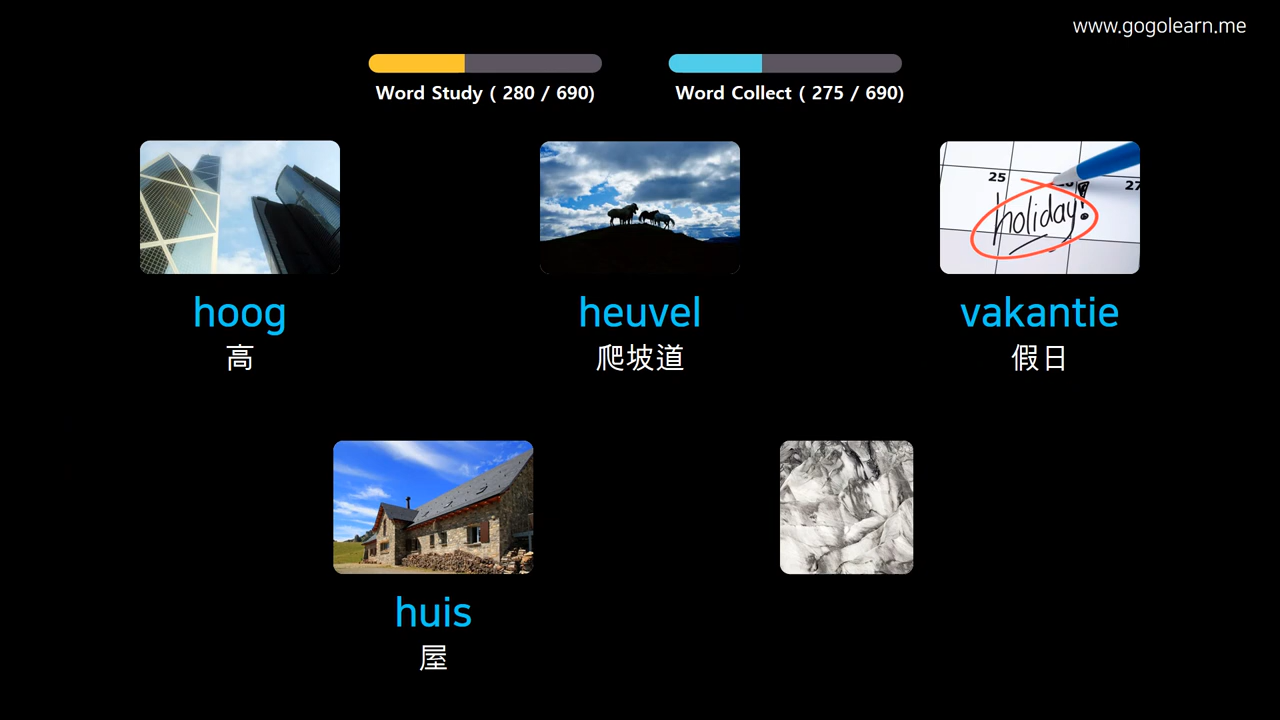 www.gogolearn.me
Word Study ( 280 / 690)
Word Collect ( 275 / 690)
25
27
holiday!
hoog
高
heuvel
爬坡道
vakantie
假日
huis
屋